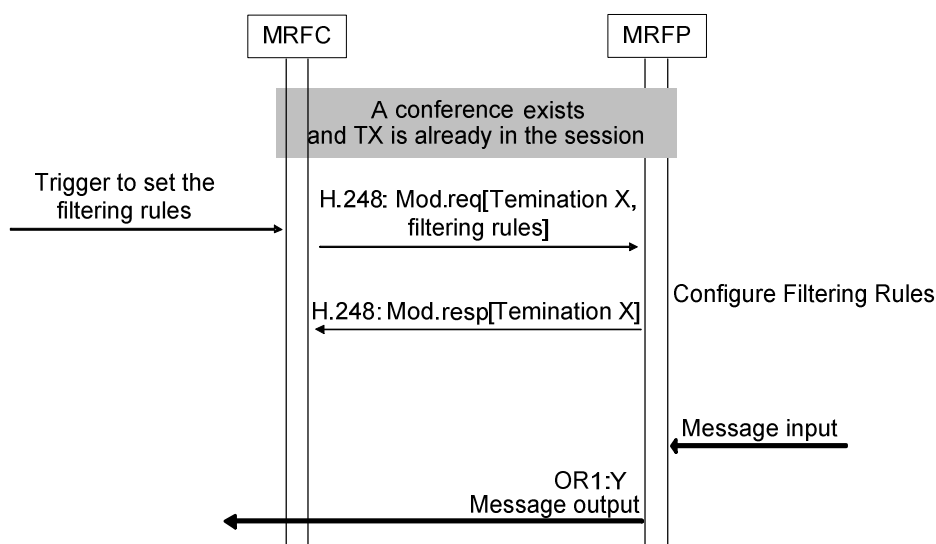 MRFC
MRFP
A conference exists
and TX is already in the session
Trigger to set the
filtering rules
H.248: Mod.req[Temination X,
filtering rules]
Configure Filtering Rules
H.248: Mod.resp[Temination X]
Message input
OR1:Y
Message output